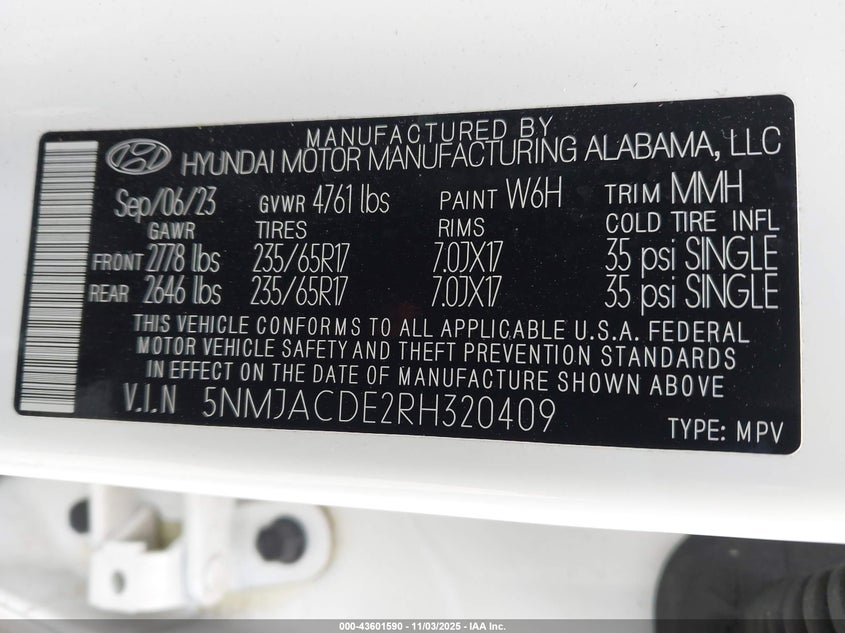 MANUFACTURED BY
HYUNDAI MOTOR MANUFACTURING ALABAMA, LLC
Sep/06/23 GVWR 4761 lbs PAINT W6H TRIM MMH
GAWR TIRES RIMS COLD TIRE INFL
FRONT 2778 lbs 235/65R17 7.0JX17 35 psi SINGLE
REAR 2646 lbs 235/65R17 7.0JX17 35 psi SINGLE
THIS VEHICLE CONFORMS TO ALL APPLICABLE U.S.A. FEDERAL
MOTOR VEHICLE SAFETY AND THEFT PREVENTION STANDARDS
IN EFFECT ON THE DATE OF MANUFACTURE SHOWN ABOVE
V.I.N 5NMJACDE2RH320409
TYPE: MPV
000-43601590 - 11/03/2025 - IAA Inc.